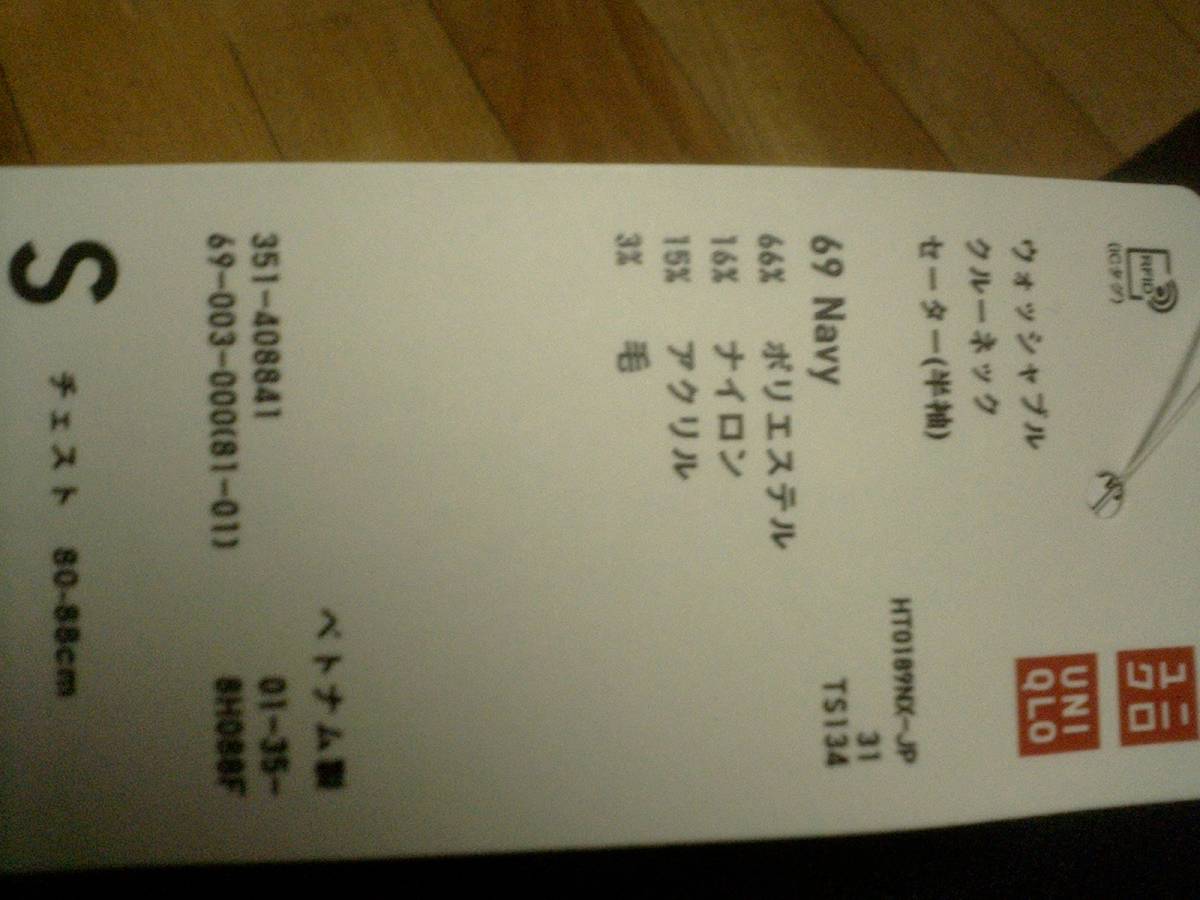 RFID
(ICタグ)
ユニ
クロ
UNI
QLO
ウォッシャブル
クルーネック
セーター(半袖)
HT0189NX-JP
31
69 Navy
TS134
66% ポリエステル
16% ナイロン
15% アクリル
3% 毛
ベトナム製
351-408841
01-35-
69-003-000(81-01)
8H088F
S チェスト 80-88cm